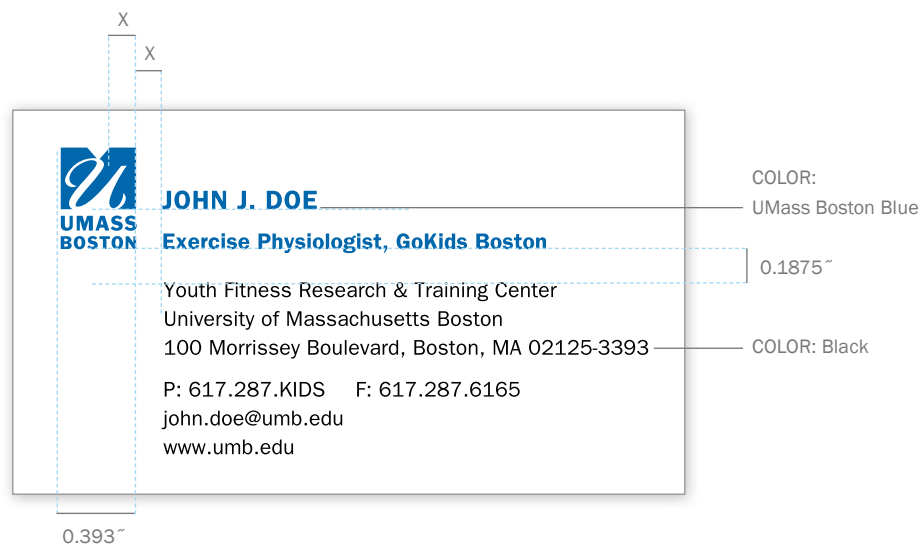 X
X
UMASS
BOSTON
JOHN J. DOE
Exercise Physiologist, GoKids Boston
Youth Fitness Research & Training Center
University of Massachusetts Boston
100 Morrissey Boulevard, Boston, MA 02125-3393
P: 617.287.KIDS F: 617.287.6165
john.doe@umb.edu
www.umb.edu
COLOR:
UMass Boston Blue
0.1875˝
COLOR: Black
0.393˝